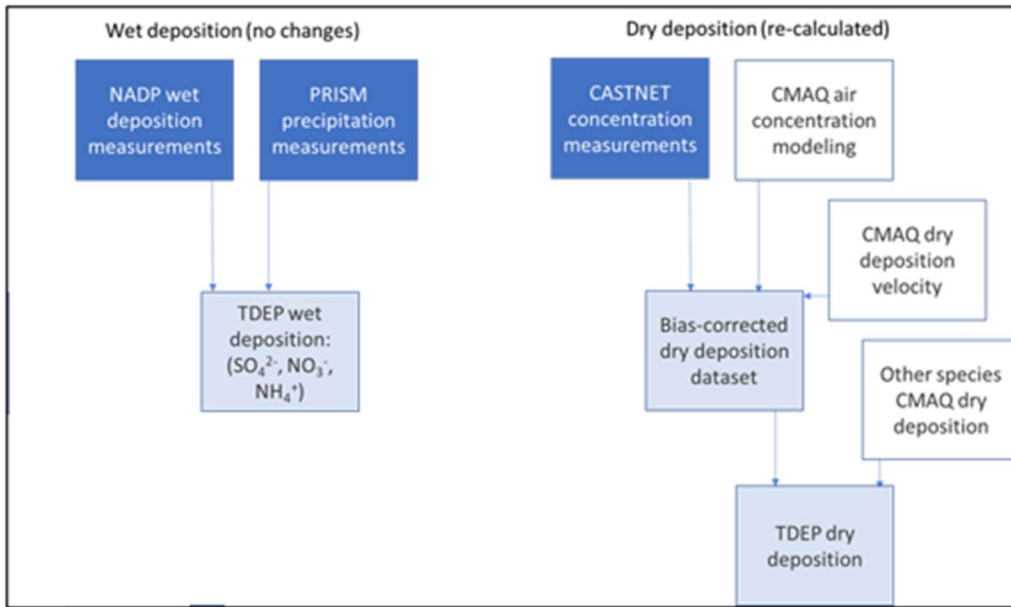 Wet deposition (no changes)
NADP wet
deposition
measurements
PRISM
precipitation
measurements
TDEP wet
deposition:
(SO₄²⁻, NO₃⁻,
NH₄⁺)
Dry deposition (re-calculated)
CASTNET
concentration
measurements
CMAQ air
concentration
modeling
CMAQ dry
deposition
velocity
Bias-corrected
dry deposition
dataset
Other species
CMAQ dry
deposition
TDEP dry
deposition